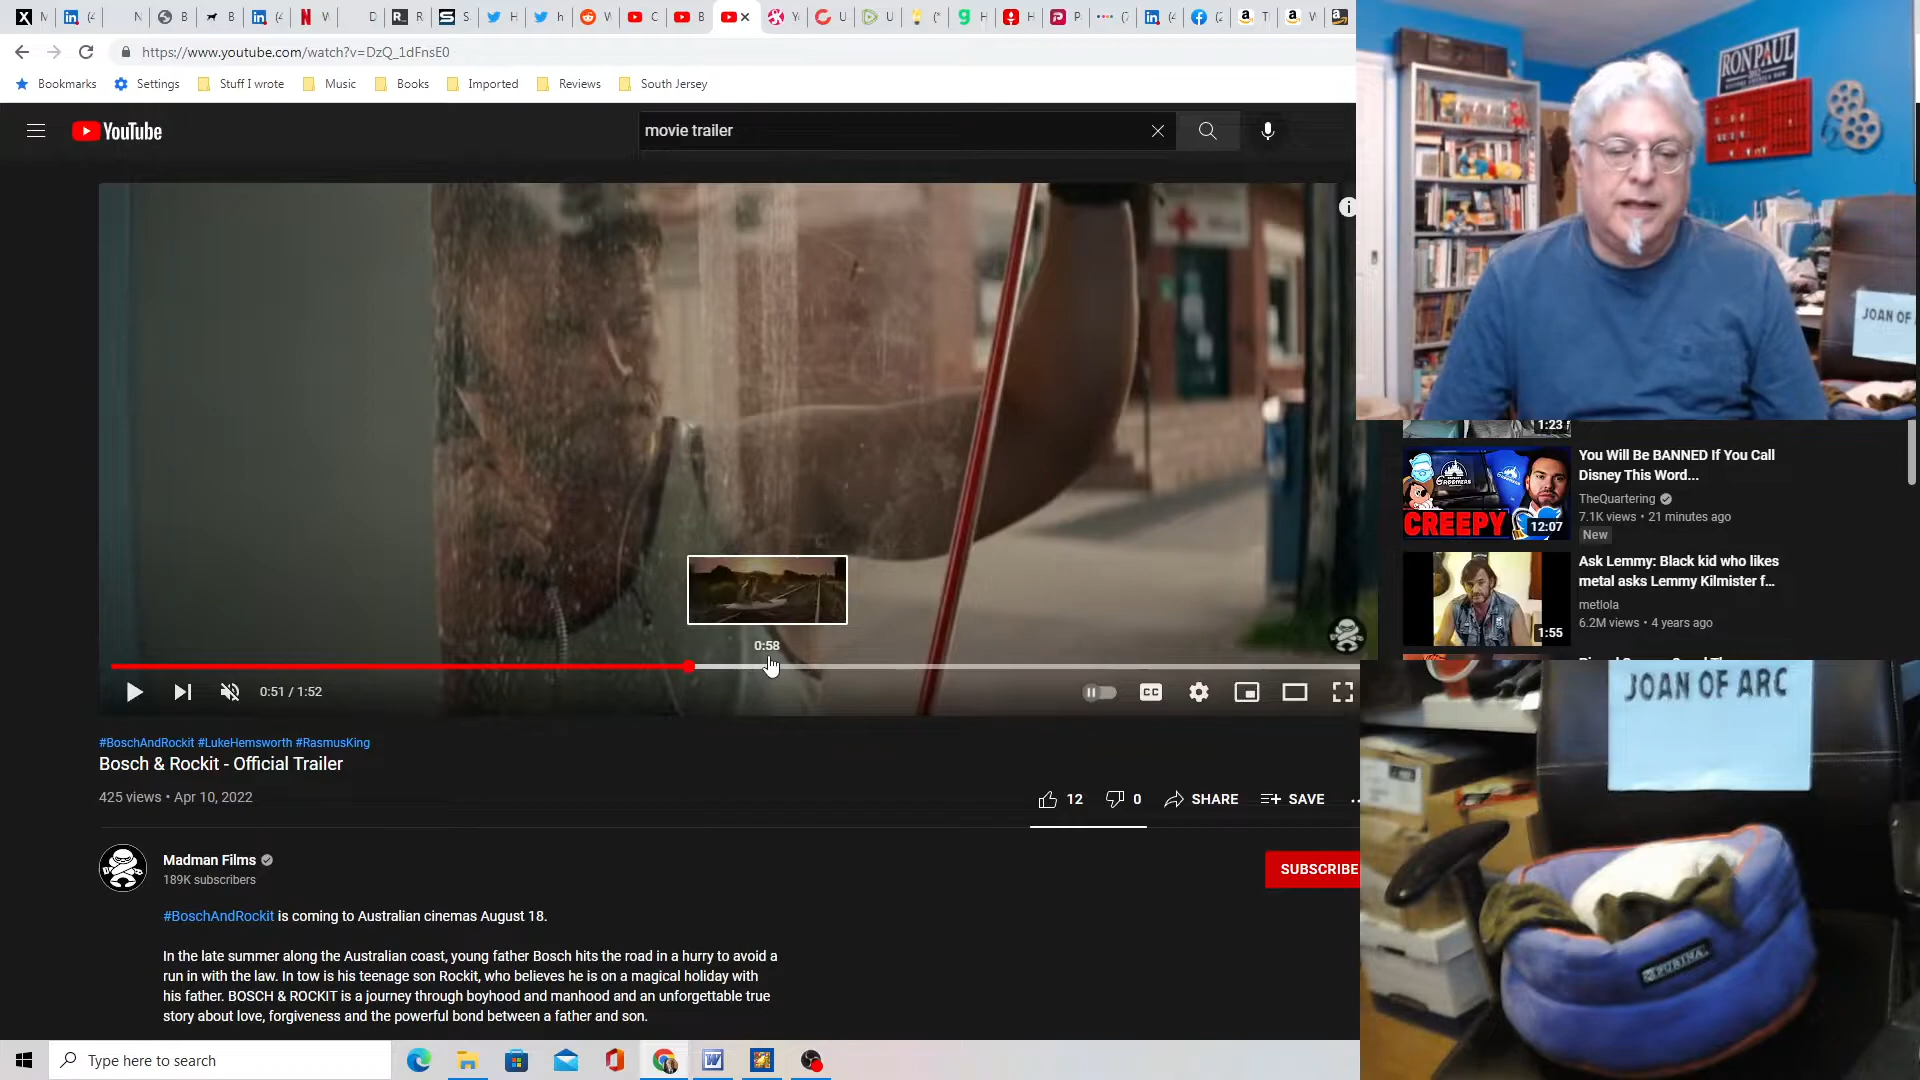 https://www.youtube.com/watch?v=DzQ_1dFnsE0
Bookmarks
Settings
Stuff I wrote
Music
Books
Imported
Reviews
South Jersey
YouTube
movie trailer
0:58
0:51 / 1:52
CC
#BoschAndRockit #LukeHemsworth #RasmusKing
Bosch & Rockit - Official Trailer
425 views • Apr 10, 2022
12
0
SHARE
SAVE
Madman Films
189K subscribers
SUBSCRIBE
#BoschAndRockit is coming to Australian cinemas August 18.
In the late summer along the Australian coast, young father Bosch hits the road in a hurry to avoid a
run in with the law. In tow is his teenage son Rockit, who believes he is on a magical holiday with
his father. BOSCH & ROCKIT is a journey through boyhood and manhood and an unforgettable true
story about love, forgiveness and the powerful bond between a father and son.
RON PAUL
JOAN OF
1:23
You Will Be BANNED If You Call
Disney This Word...
TheQuartering
7.1K views • 21 minutes ago
New
CREEPY
12:07
Ask Lemmy: Black kid who likes
metal asks Lemmy Kilmister f...
metlola
6.2M views • 4 years ago
1:55
JOAN OF ARC
PURINA
Type here to search